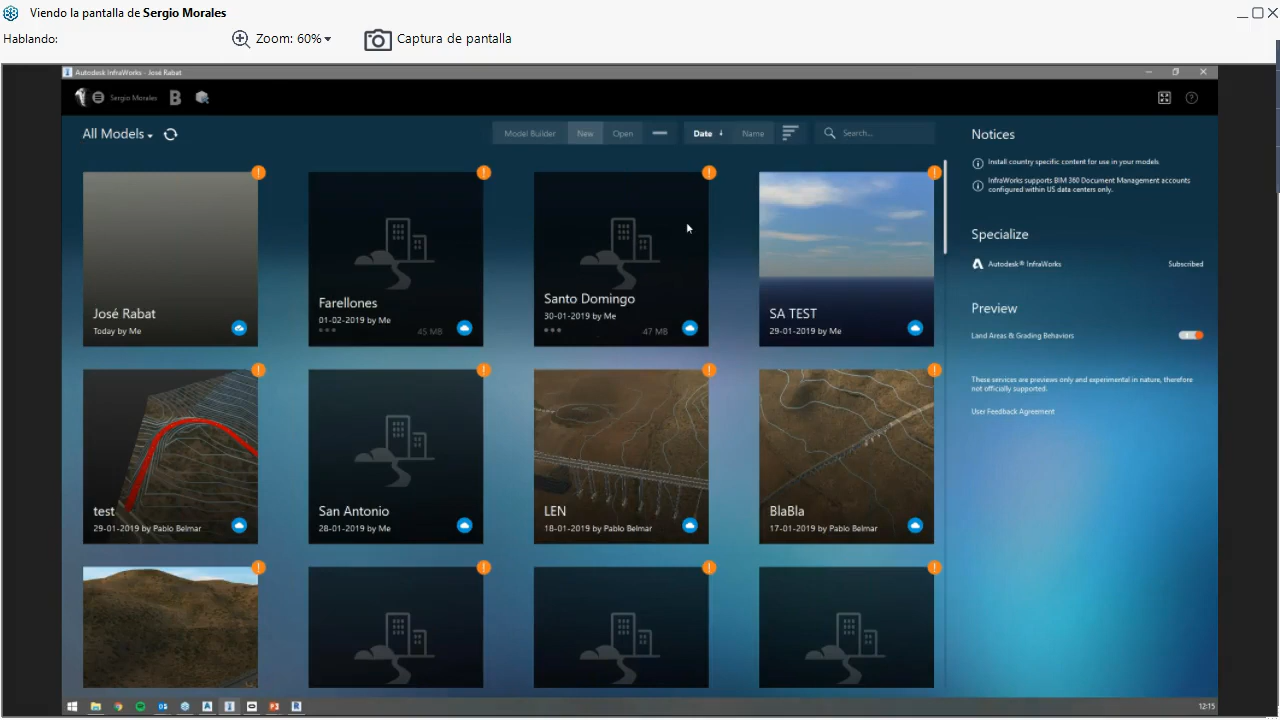 Viendo la pantalla de Sergio Morales
Hablando:
Zoom: 60%
Captura de pantalla
Autodesk InfraWorks - José Rabat
Sergio Morales
B
All Models
Model Builder
New
Open
Date
Name
Search...
José Rabat
Today by Me
Farellones
01-02-2019 by Me
45 MB
Santo Domingo
30-01-2019 by Me
47 MB
SA TEST
29-01-2019 by Me
test
29-01-2019 by Pablo Belmar
San Antonio
28-01-2019 by Me
LEN
18-01-2019 by Pablo Belmar
BlaBla
17-01-2019 by Pablo Belmar
Notices
Install country specific content for use in your models
InfraWorks supports BIM 360 Document Management accounts
configured within US data centers only.
Specialize
Autodesk® InfraWorks
Subscribed
Preview
Land Areas & Grading Behaviors
These services are previews only and experimental in nature, therefore
not officially supported.
User Feedback Agreement
12:15